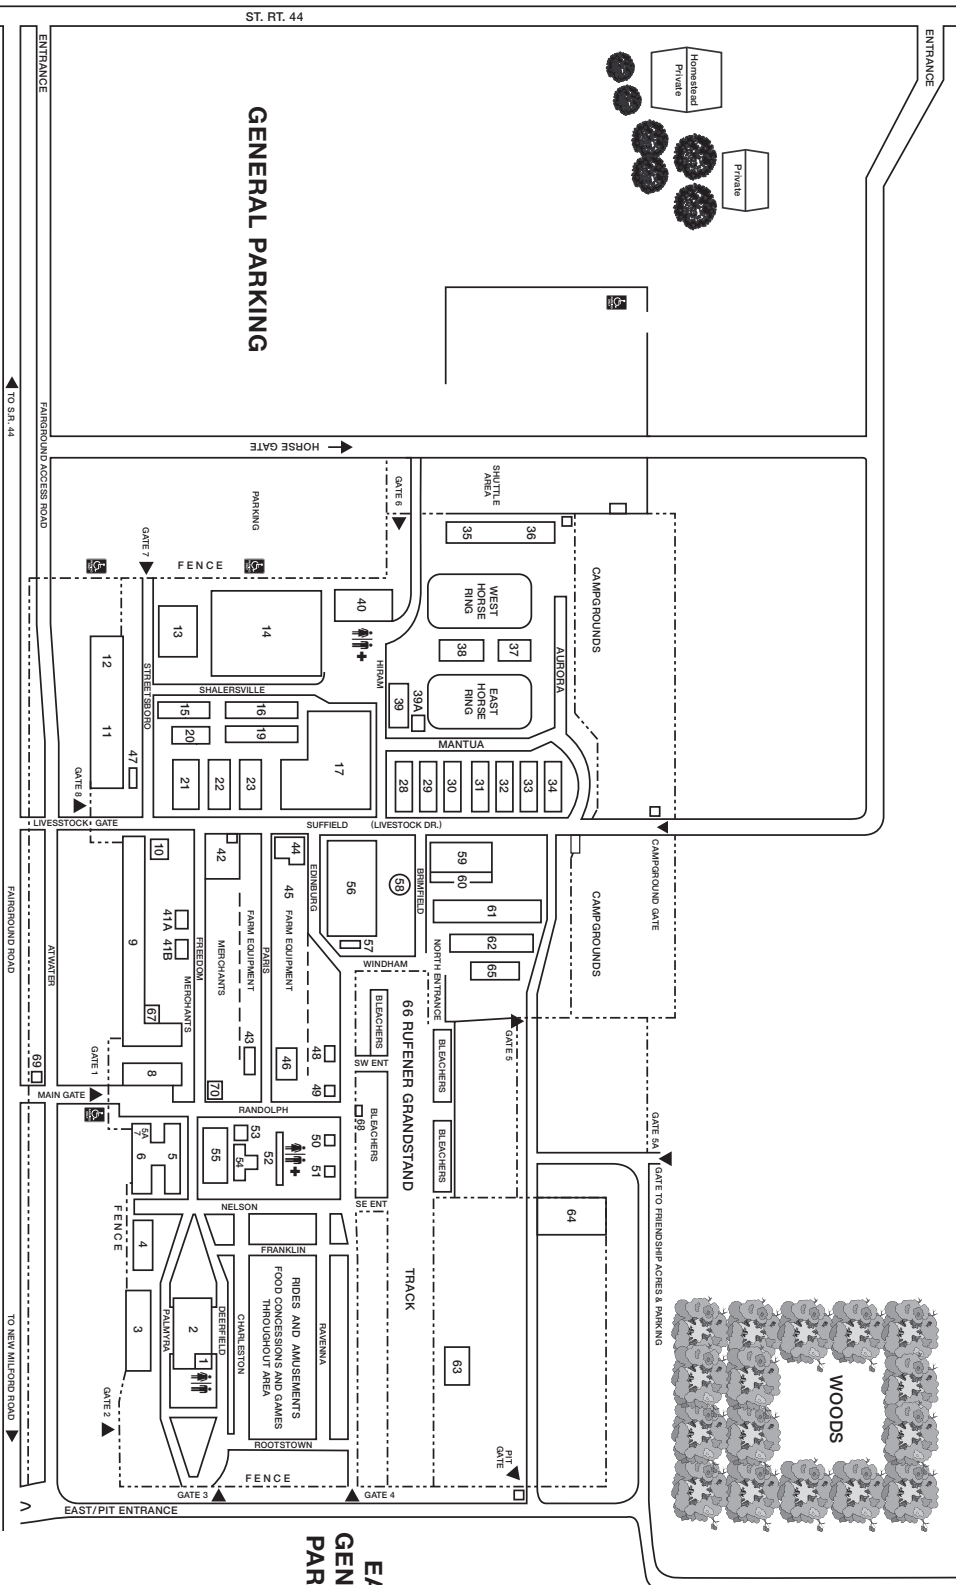 ST. RT. 44
ENTRANCE
ENTRANCE
Homestead
Private
Private
GENERAL PARKING
TO S.R. 44
FAIRGROUND ACCESS ROAD
HORSE GATE
SHUTTLE
AREA
GATE 6
PARKING
GATE 7
FENCE
35
36
CAMPGROUNDS
WEST
HORSE
RING
40
13
14
HIRAM
38
37
AURORA
12
11
STREETSBORO
SHALERSVILLE
39
39A
EAST
HORSE
RING
15
16
20
19
17
MANTUA
47
21
22
23
28
29
30
31
32
33
34
GATE 8
LIVESTOCK GATE
SUFFIELD
(LIVESTOCK DR.)
CAMPGROUND GATE
10
42
44
EDINBURG
56
58
BRIMFIELD
59
60
61
CAMPGROUNDS
45
FARM EQUIPMENT
PARIS
FARM EQUIPMENT
MERCHANTS
FREEDOM
41A
41B
9
MERCHANTS
57
WINDHAM
62
65
NORTH ENTRANCE
FAIRGROUND ROAD
ATWATER
67
43
46
48
49
BLEACHERS
SW ENT
66 RUFENER GRANDSTAND
BLEACHERS
GATE 5
69
GATE 1
8
70
MAIN GATE
RANDOLPH
68
BLEACHERS
BLEACHERS
GATE 5A
GATE TO FRIENDSHIP ACRES & PARKING
5A
7
6
5
55
53
54
52
50
51
SE ENT
NELSON
64
FENCE
4
FRANKLIN
TRACK
3
PALMYRA
2
1
DEERFIELD
CHARLESTON
RIDES AND AMUSEMENTS
FOOD CONCESSIONS AND GAMES
THROUGHOUT AREA
RAVENNA
63
WOODS
TO NEW MILFORD ROAD
GATE 2
ROOTSTOWN
FENCE
PIT
GATE
GATE 3
GATE 4
EAST/PIT ENTRANCE
EA
GEN
PAR